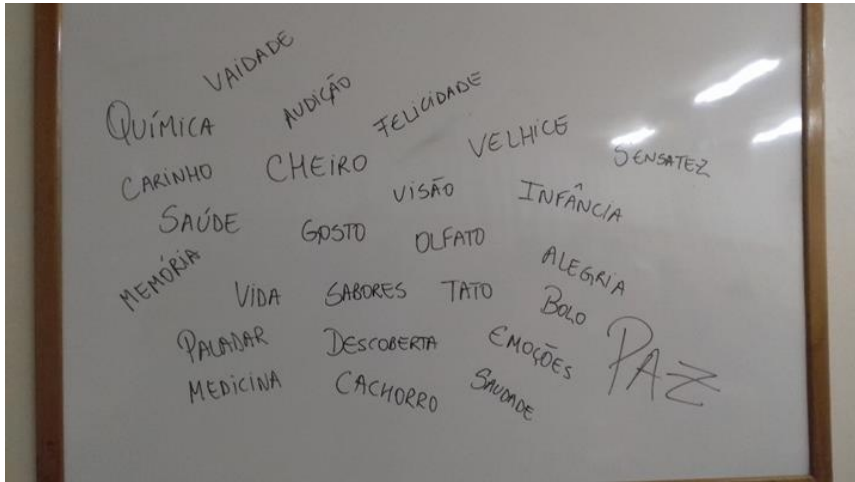 VAIDADE
QUÍMICA AUDIÇÃO FELICIDADE
VELHICE SENSATEZ
CARINHO CHEIRO
VISÃO INFÂNCIA
SAÚDE GOSTO OLFATO
MEMÓRIA ALEGRIA
VIDA SABORES TATO BOLO
PALADAR DESCOBERTA EMOÇÕES PAZ
MEDICINA CACHORRO SAUDADE